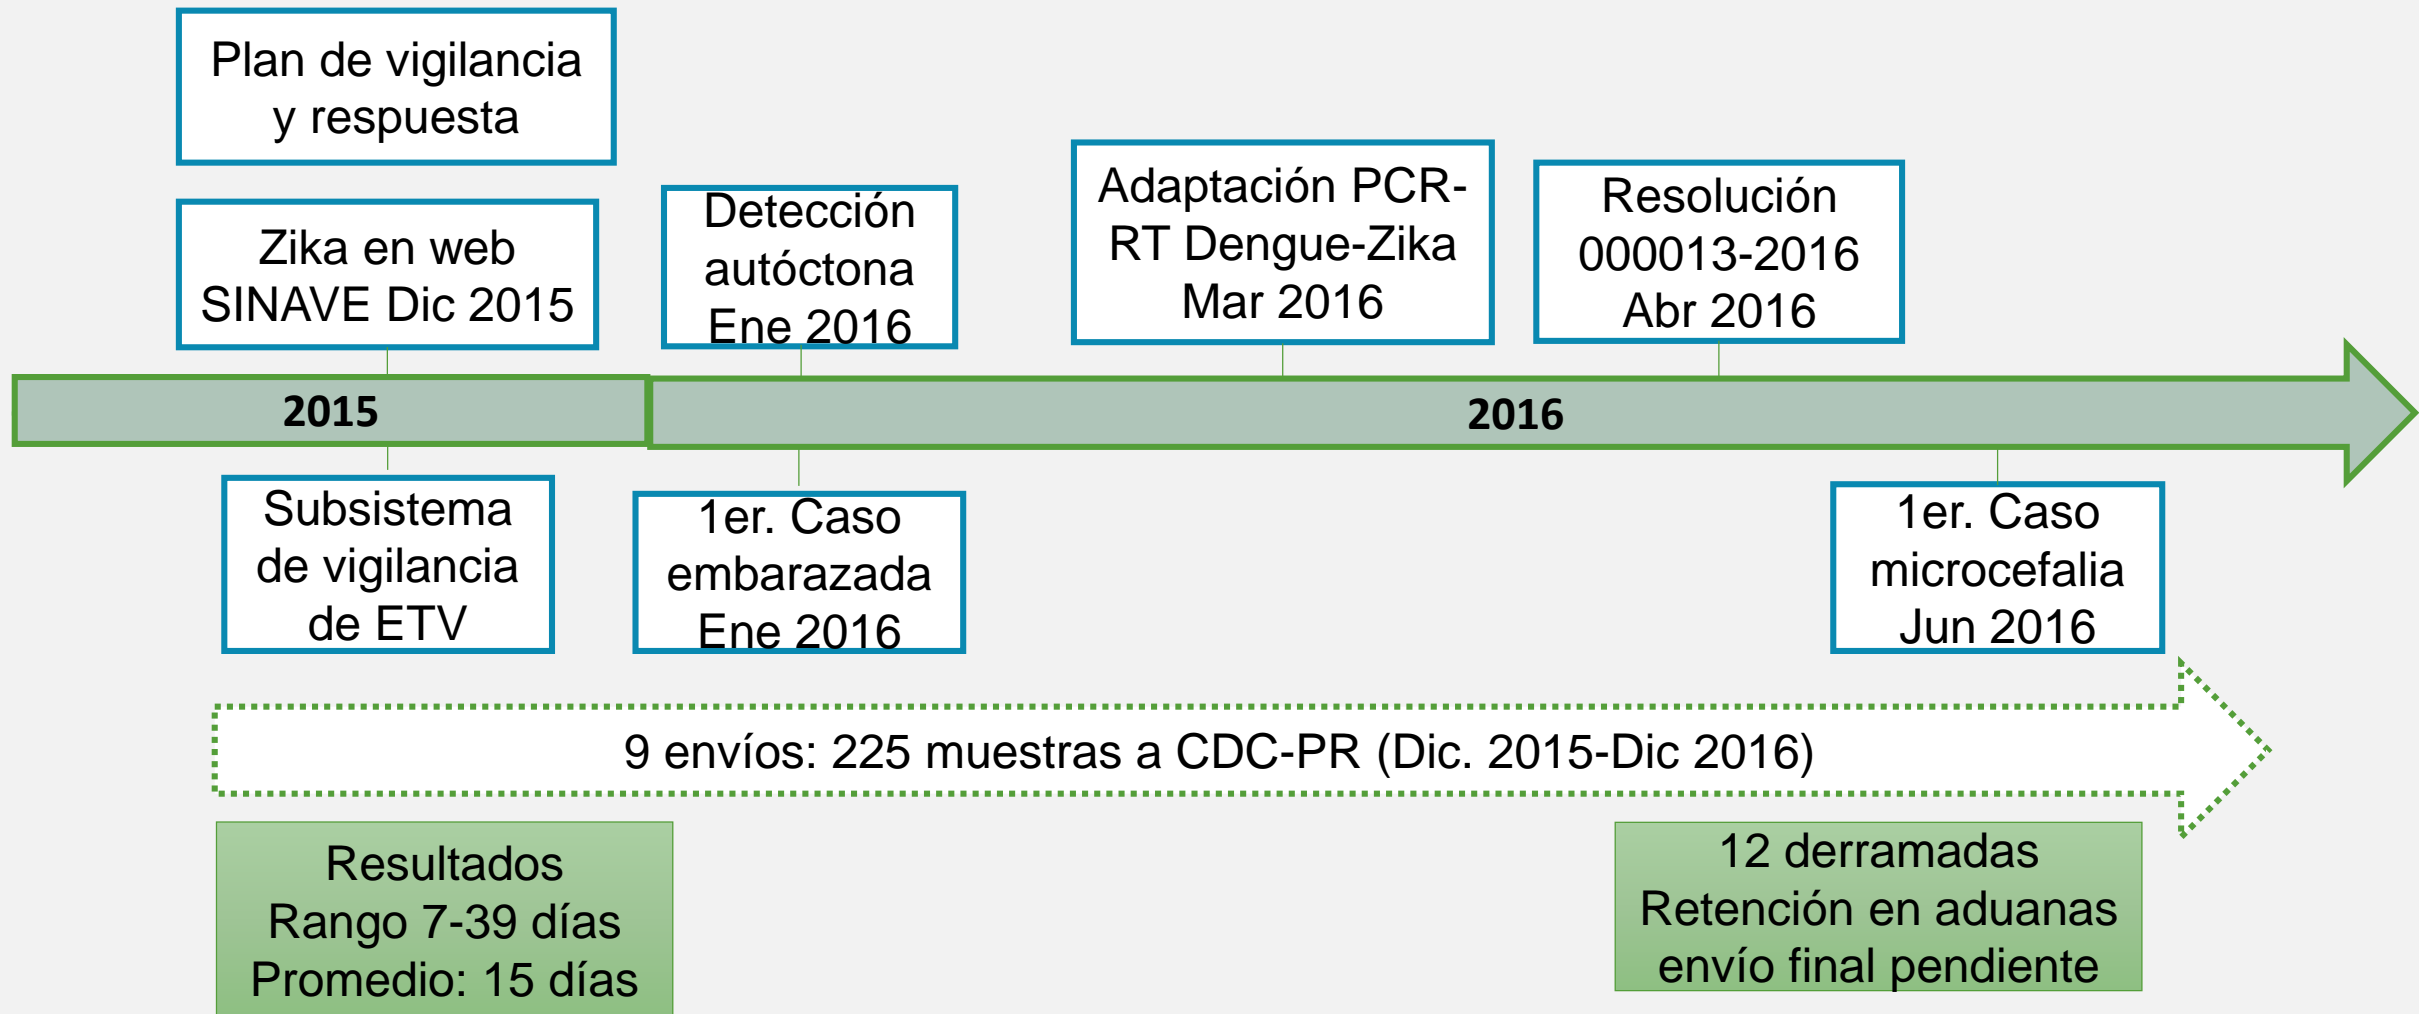 Plan de vigilancia
y respuesta
Zika en web
SINAVE Dic 2015
Detección
autóctona
Ene 2016
Adaptación PCR-
RT Dengue-Zika
Mar 2016
Resolución
000013-2016
Abr 2016
2015
2016
Subsistema
de vigilancia
de ETV
1er. Caso
embarazada
Ene 2016
1er. Caso
microcefalia
Jun 2016
9 envíos: 225 muestras a CDC-PR (Dic. 2015-Dic 2016)
Resultados
Rango 7-39 días
Promedio: 15 días
12 derramadas
Retención en aduanas
envío final pendiente